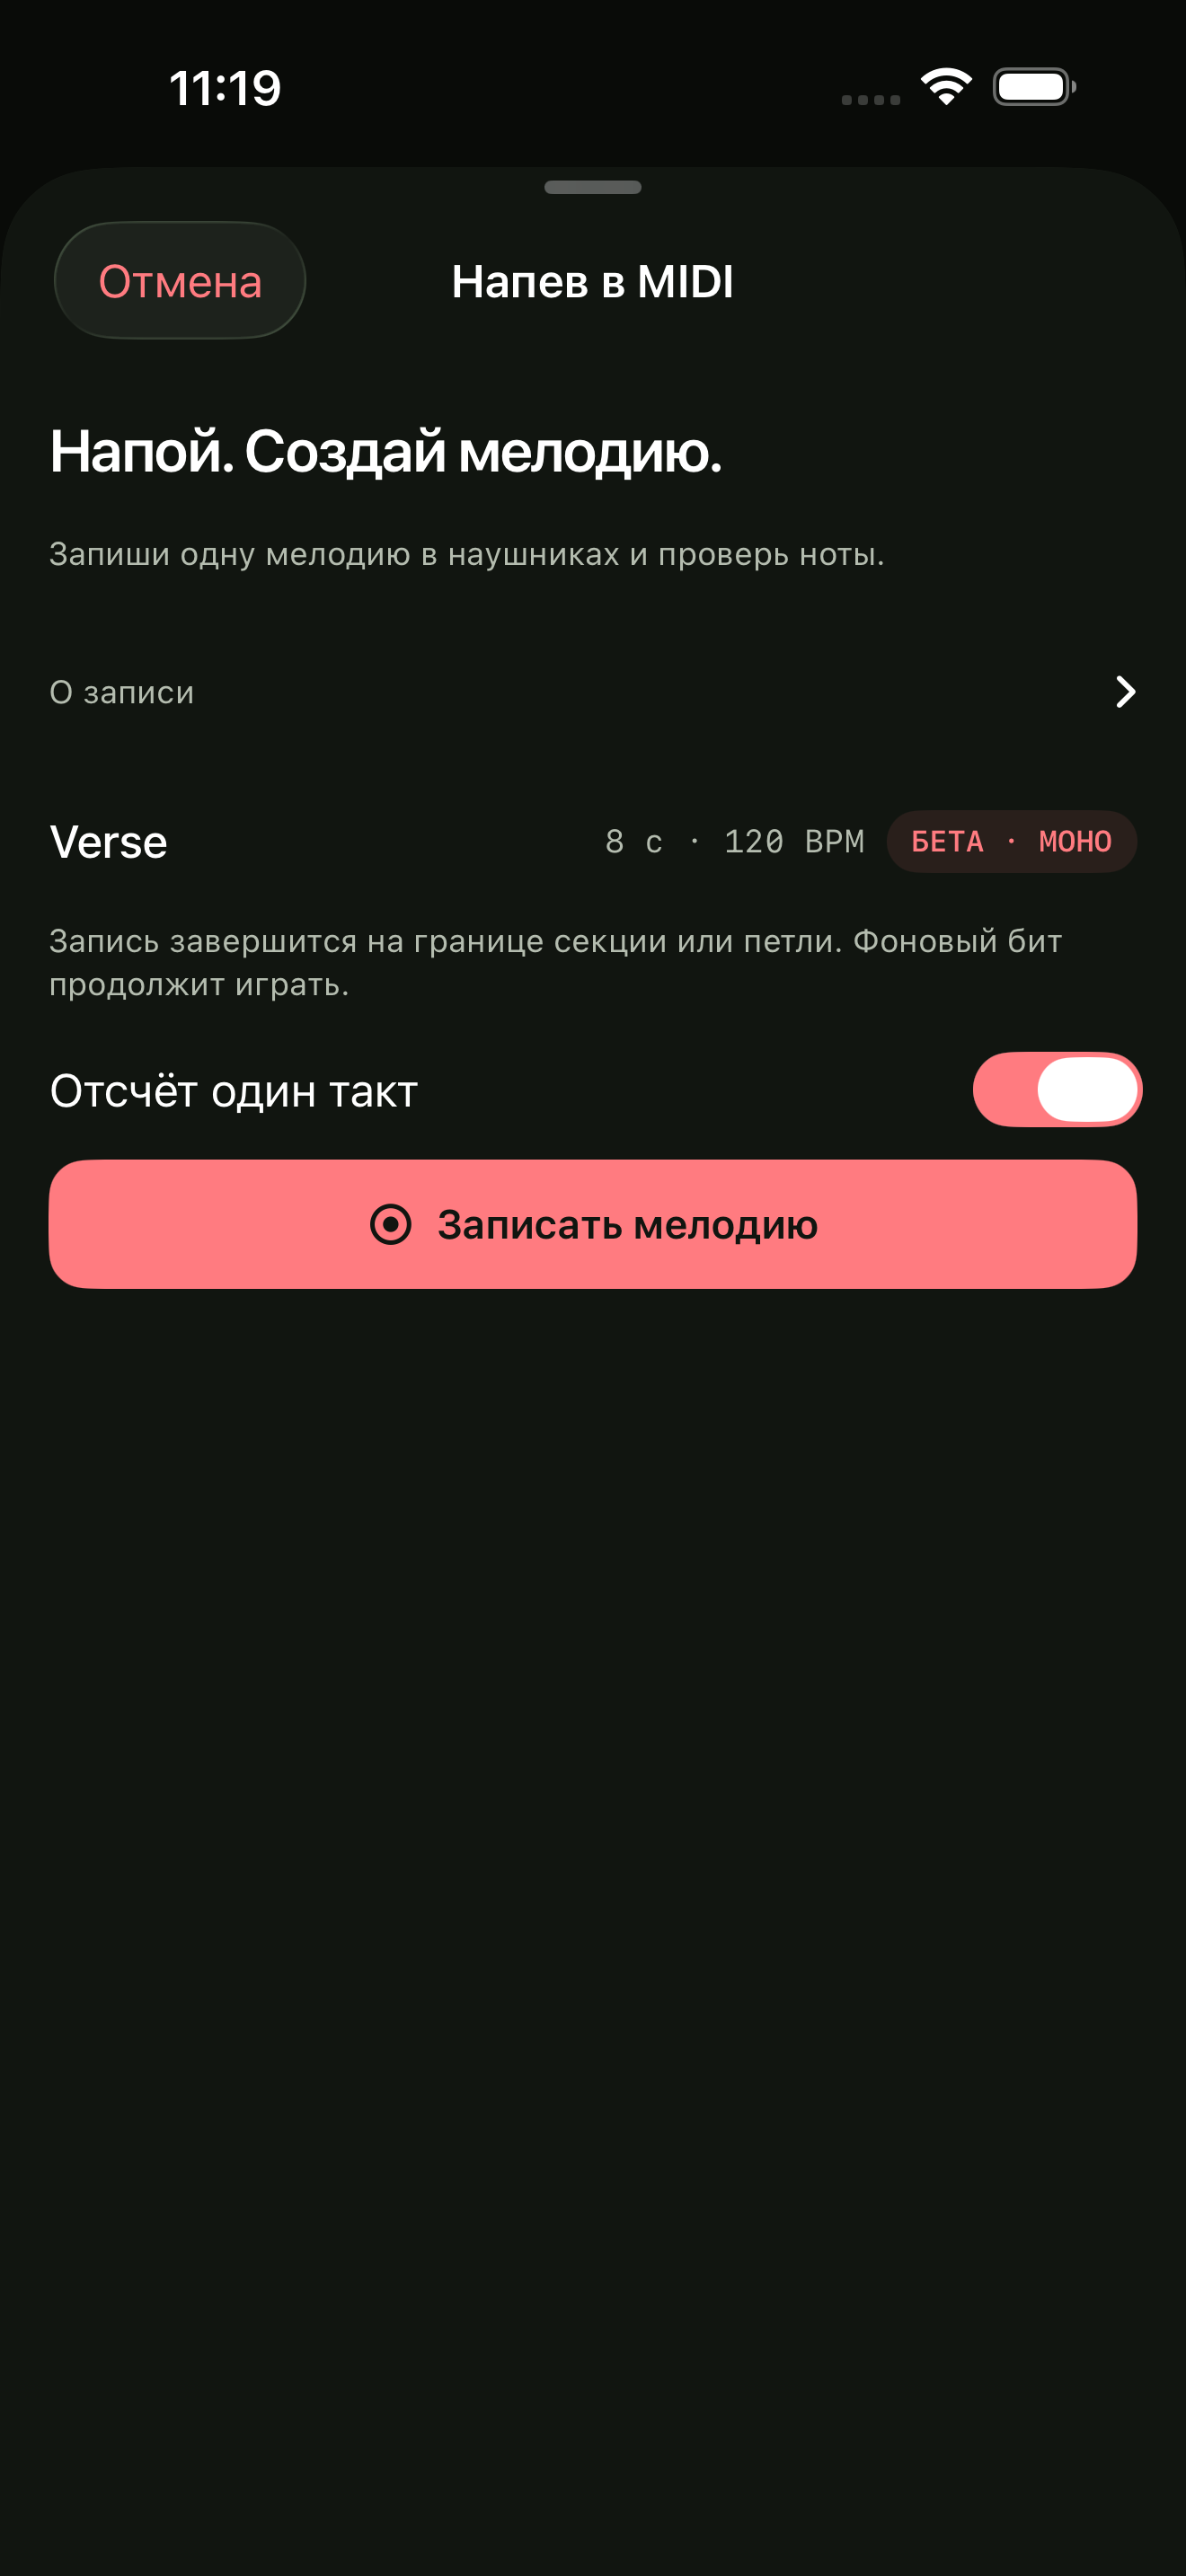 11:19
Отмена
Напев в MIDI
Напой. Создай мелодию.
Запиши одну мелодию в наушниках и проверь ноты.
О записи
Verse
8 с · 120 BPM
БЕТА · МОНО
Запись завершится на границе секции или петли. Фоновый бит
продолжит играть.
Отсчёт один такт
Записать мелодию